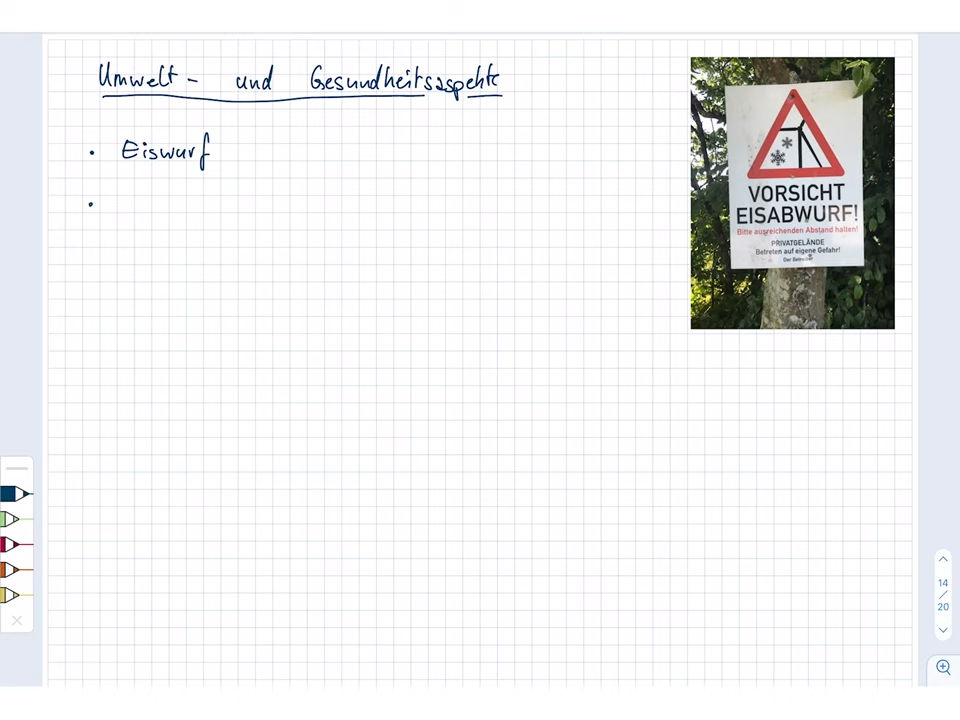 Umwelt- und Gesundheitsaspekte
• Eiswurf
•
VORSICHT
EISABWURF!
Bitte ausreichenden Abstand halten!
PRIVATGELÄNDE
Betreten auf eigene Gefahr!
Der Betreiber
14
/
20